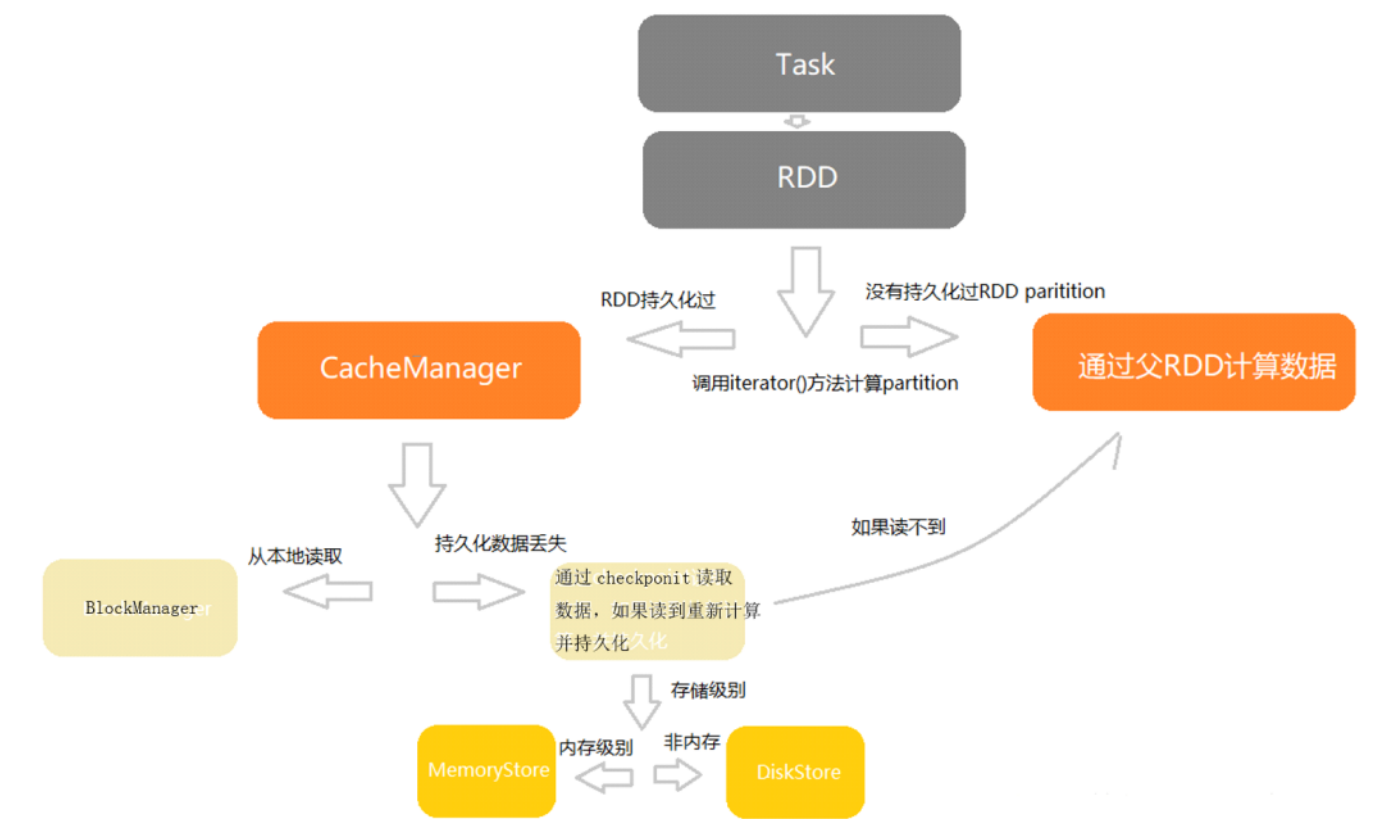 Task
RDD
RDD持久化过
没有持久化过RDD paritition
CacheManager
通过父RDD计算数据
调用iterator()方法计算partition
从本地读取
持久化数据丢失
如果读不到
BlockManager
通过 checkponit 读取
数据，如果读到重新计算
并持久化
存储级别
内存级别
非内存
MemoryStore
DiskStore